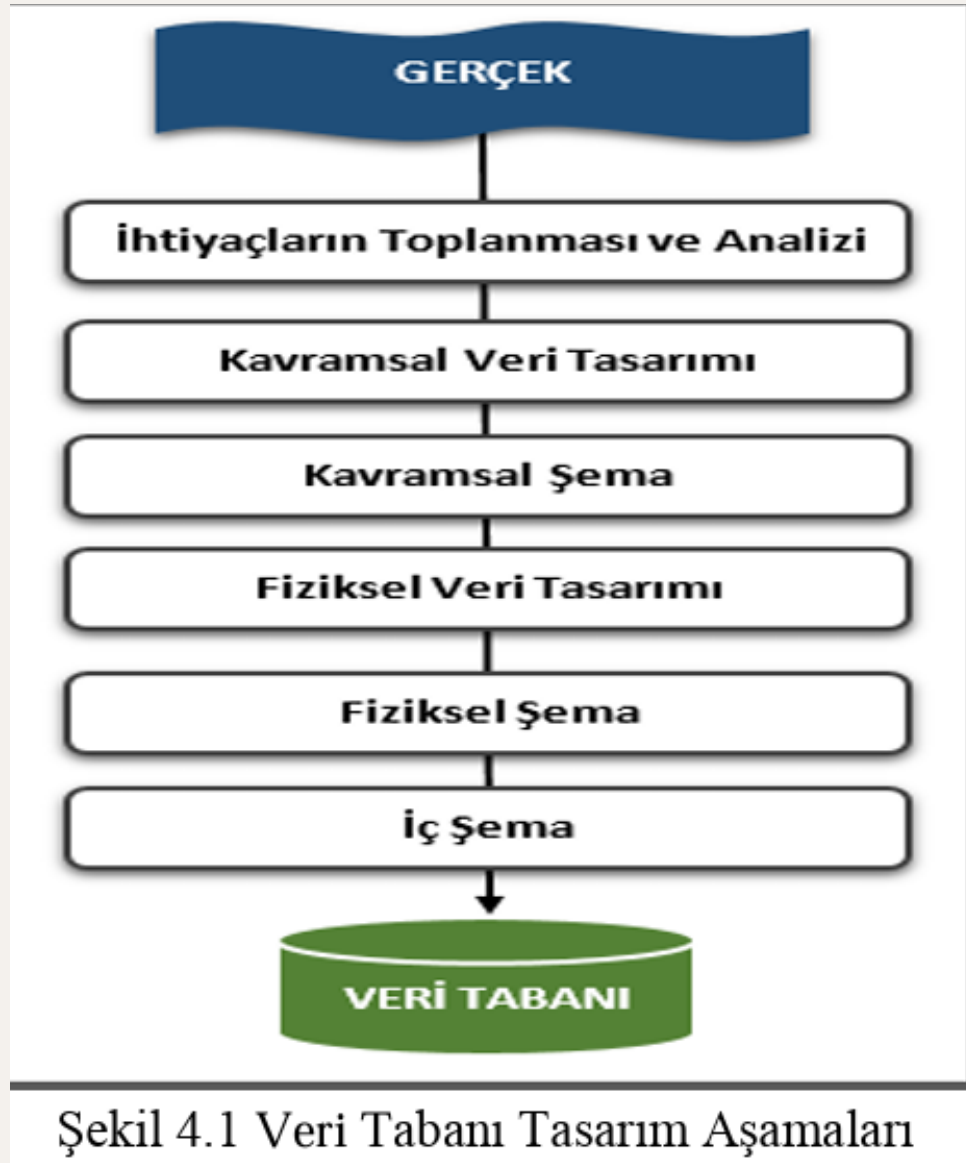 GERÇEK
İhtiyaçların Toplanması ve Analizi
Kavramsal Veri Tasarımı
Kavramsal Şema
Fiziksel Veri Tasarımı
Fiziksel Şema
İç Şema
VERİ TABANI
Şekil 4.1 Veri Tabanı Tasarım Aşamaları